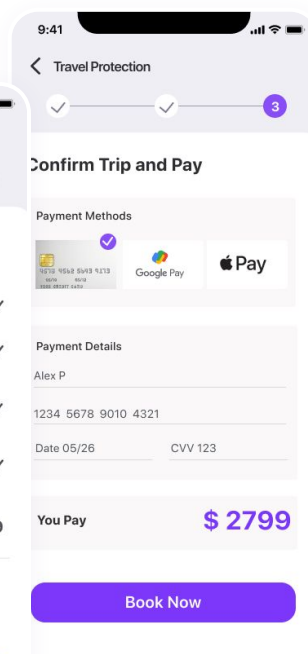 9:41
Travel Protection
3
Confirm Trip and Pay
Payment Methods
Google Pay
Pay
Payment Details
Alex P
1234 5678 9010 4321
Date 05/26 CVV 123
You Pay $ 2799
Book Now